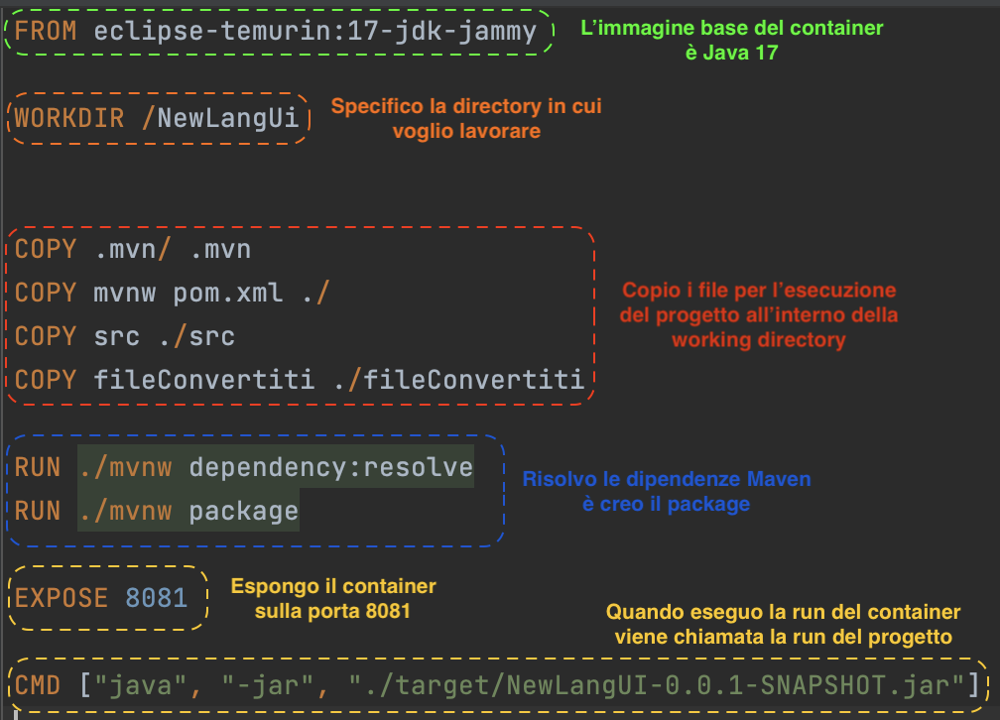 FROM eclipse-temurin:17-jdk-jammy
L'immagine base del container
è Java 17
WORKDIR /NewLangUi
Specifico la directory in cui
voglio lavorare
COPY .mvn/ .mvn
COPY mvnw pom.xml ./
COPY src ./src
COPY fileConvertiti ./fileConvertiti
Copio i file per l'esecuzione
del progetto all'interno della
working directory
RUN ./mvnw dependency:resolve
RUN ./mvnw package
Risolvo le dipendenze Maven
è creo il package
EXPOSE 8081
Espongo il container
sulla porta 8081
Quando eseguo la run del container
viene chiamata la run del progetto
CMD ["java", "-jar", "./target/NewLangUI-0.0.1-SNAPSHOT.jar"]